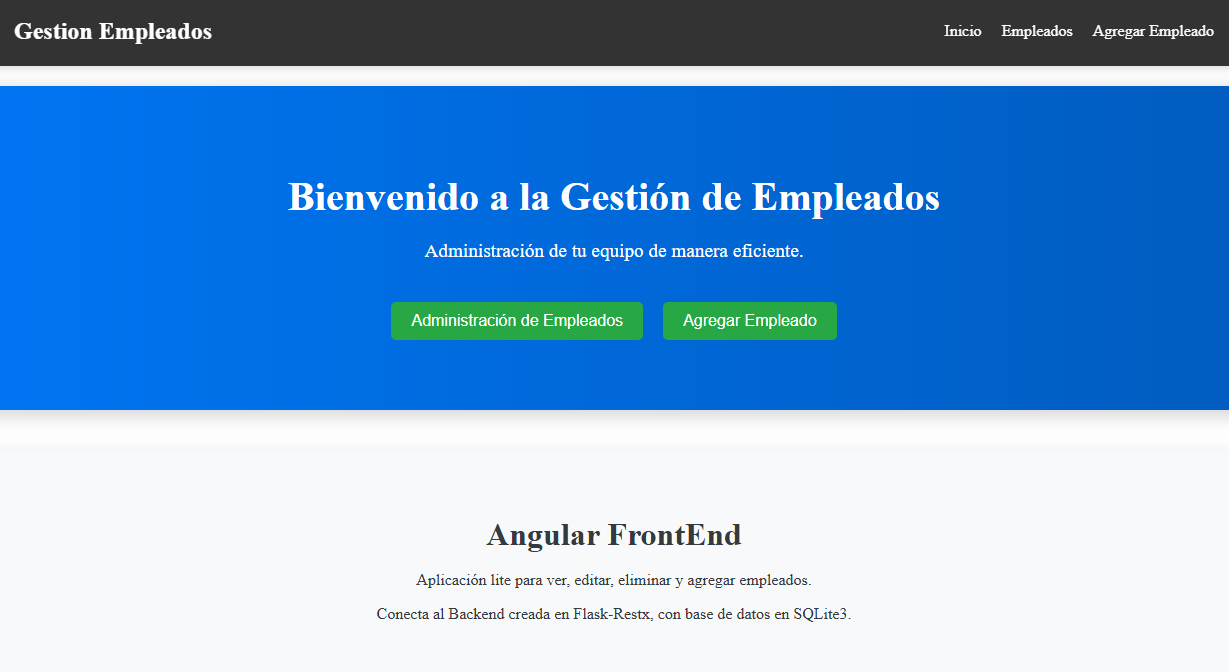 Gestion Empleados
Inicio Empleados Agregar Empleado
Bienvenido a la Gestión de Empleados
Administración de tu equipo de manera eficiente.
Administración de Empleados Agregar Empleado
Angular FrontEnd
Aplicación lite para ver, editar, eliminar y agregar empleados.
Conecta al Backend creada en Flask-Restx, con base de datos en SQLite3.